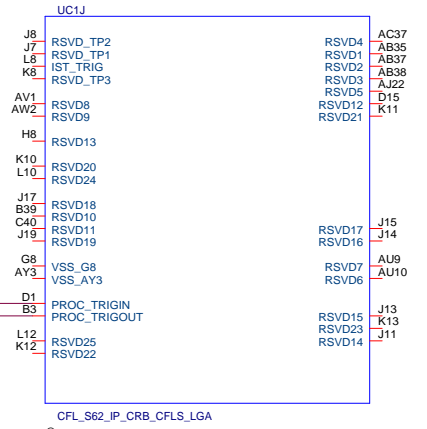 UC1J
J8 RSVD_TP2 RSVD4 AC37
J7 RSVD_TP1 RSVD1 AB35
L8 IST_TRIG RSVD2 AB37
K8 RSVD_TP3 RSVD3 AB38
RSVD5 AJ22
AV1 RSVD8 RSVD12 D15
AW2 RSVD9 RSVD21 K11
H8 RSVD13
K10 RSVD20
L10 RSVD24
J17 RSVD18
B39 RSVD10
C40 RSVD11 RSVD17 J15
J19 RSVD19 RSVD16 J14
G8 VSS_G8 RSVD7 AU9
AY3 VSS_AY3 RSVD6 AU10
D1 PROC_TRIGIN RSVD15 J13
B3 PROC_TRIGOUT RSVD23 K13
L12 RSVD25 RSVD14 J11
K12 RSVD22
CFL_S62_IP_CRB_CFLS_LGA